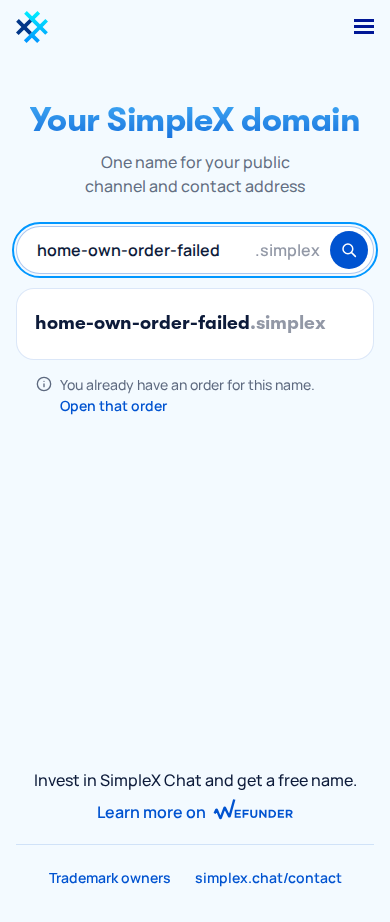 Your SimpleX domain
One name for your public
channel and contact address
home-own-order-failed .simplex
home-own-order-failed.simplex
You already have an order for this name.
Open that order
Invest in SimpleX Chat and get a free name.
Learn more on WEFUNDER
Trademark owners simplex.chat/contact